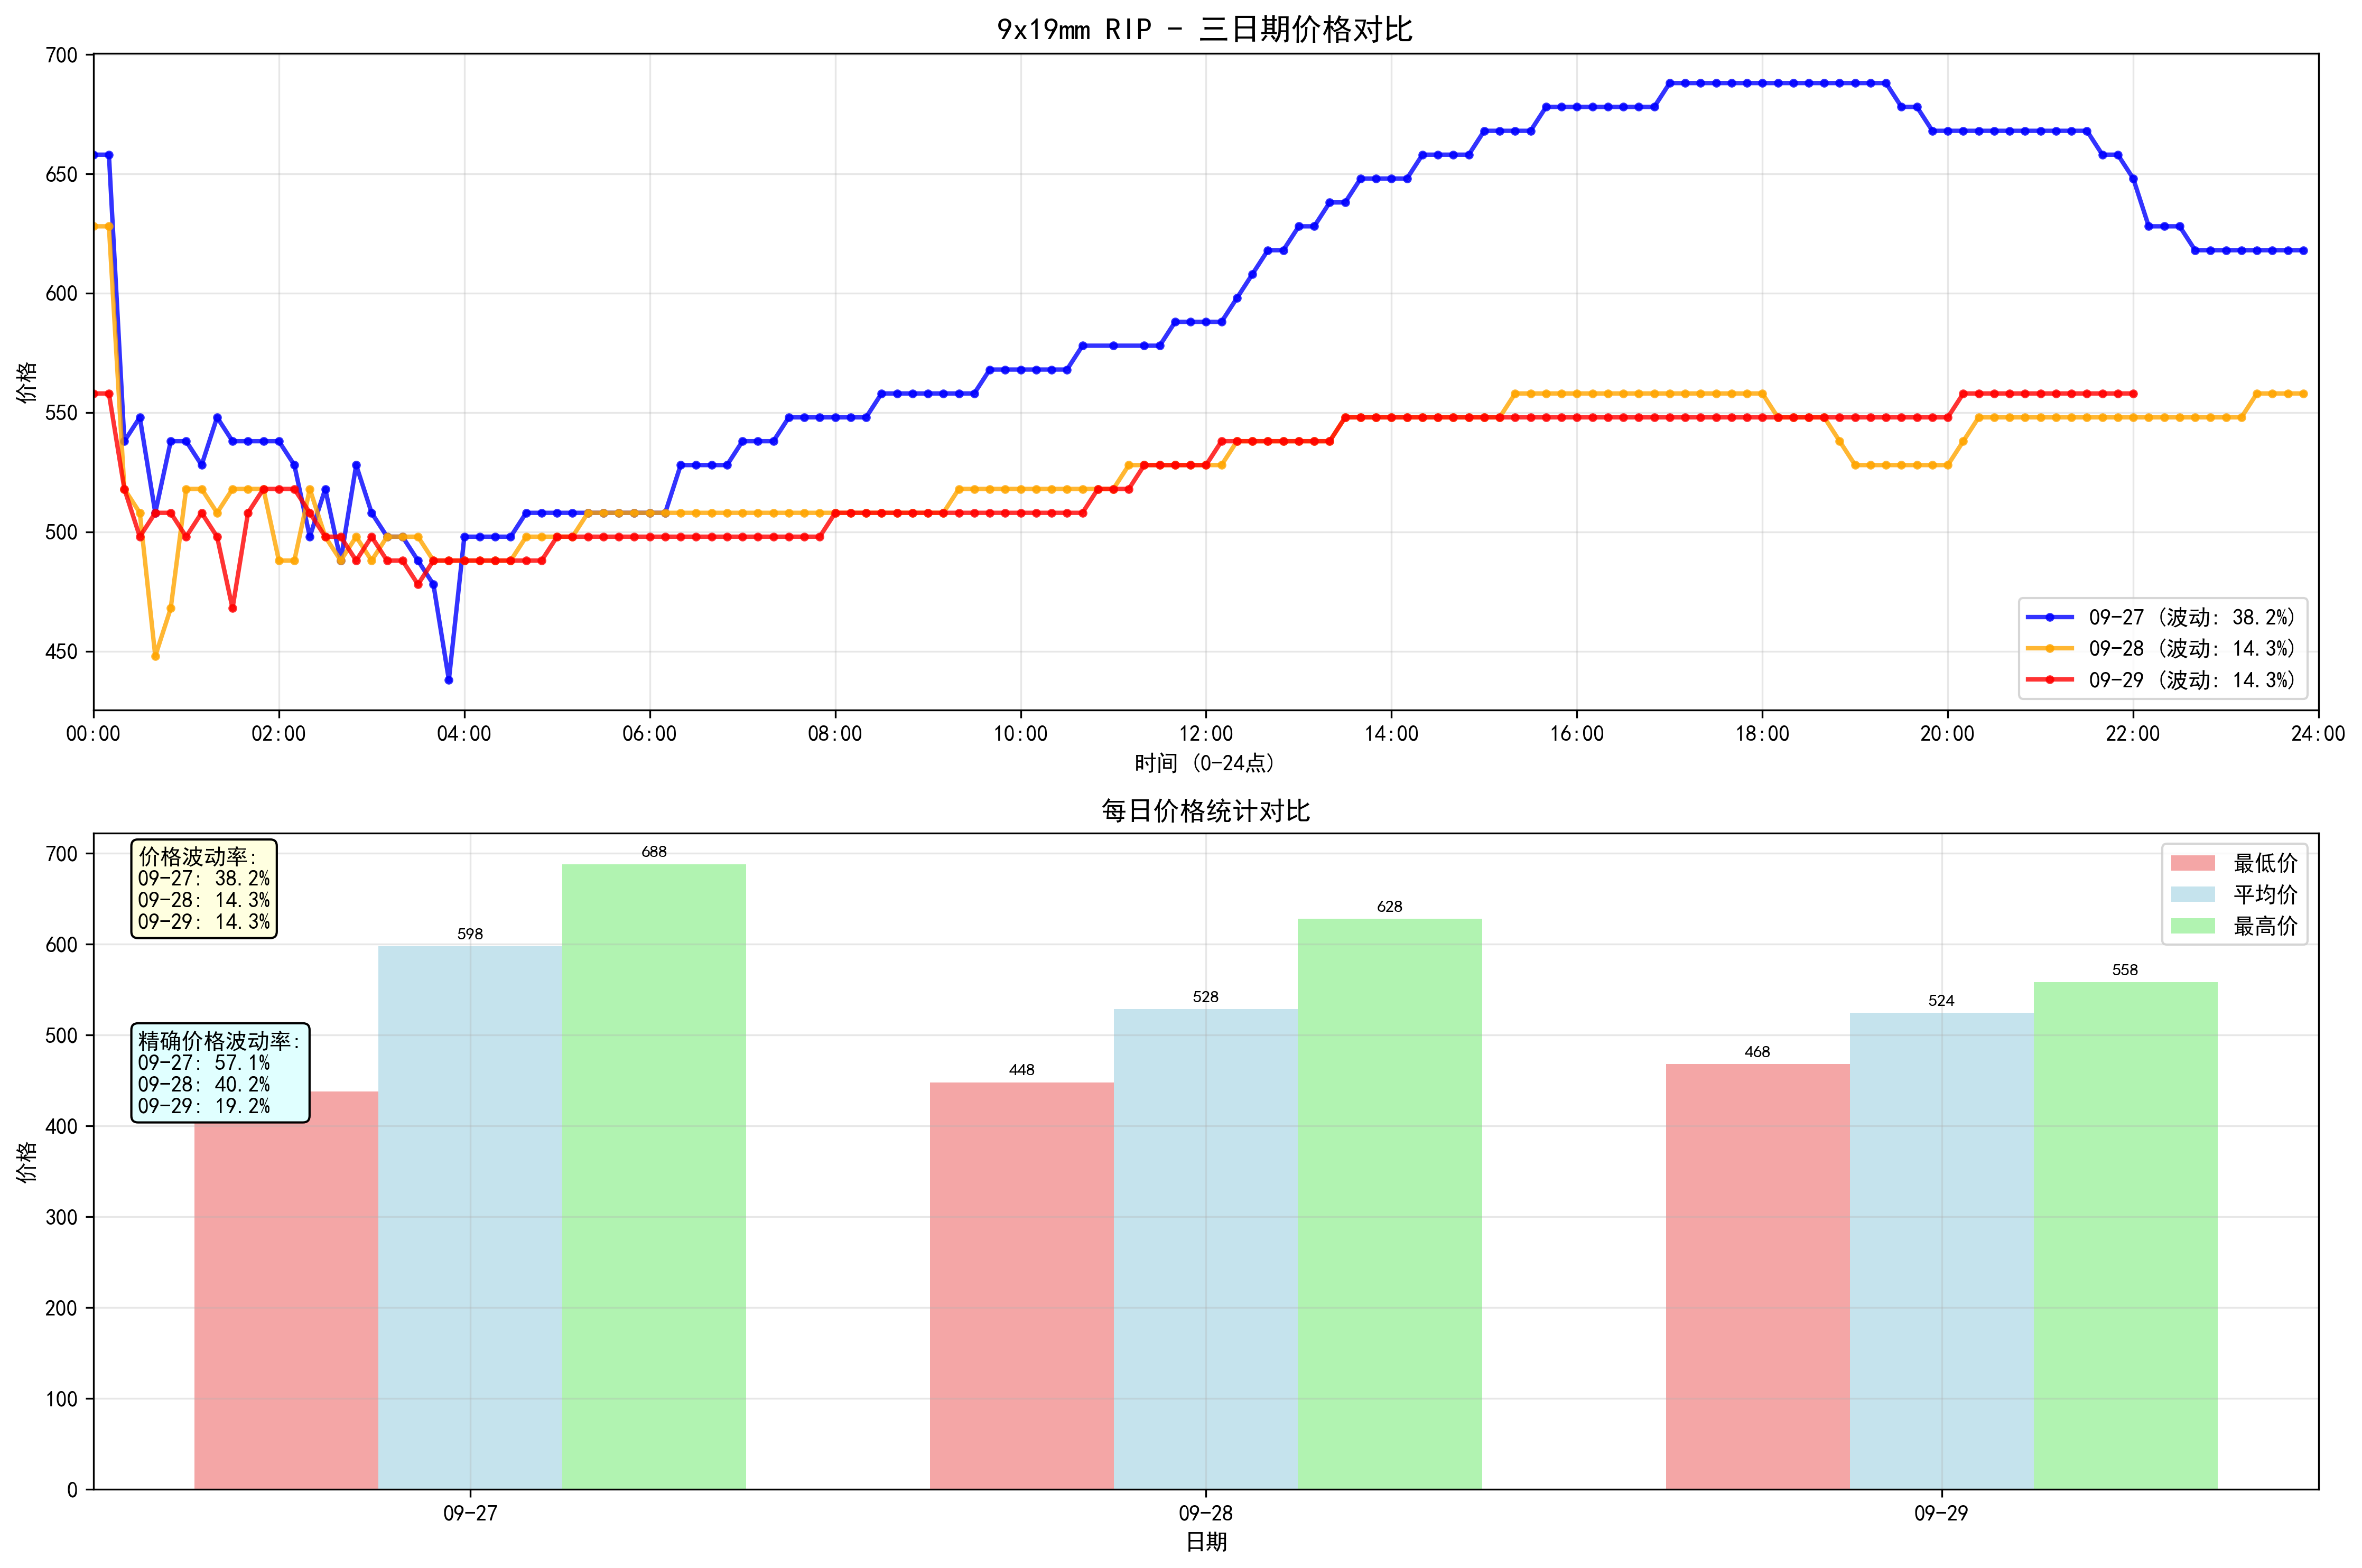 9x19mm RIP - 三日期价格对比
700
650
600
550
500
450
价格
00:00 02:00 04:00 06:00 08:00 10:00 12:00 14:00 16:00 18:00 20:00 22:00 24:00
时间 (0-24点)
09-27 (波动: 38.2%)
09-28 (波动: 14.3%)
09-29 (波动: 14.3%)
每日价格统计对比
700
600
500
400
300
200
100
0
价格
价格波动率:
09-27: 38.2%
09-28: 14.3%
09-29: 14.3%
精确价格波动率:
09-27: 57.1%
09-28: 40.2%
09-29: 19.2%
598
688
448
528
628
468
524
558
最低价
平均价
最高价
09-27 09-28 09-29
日期